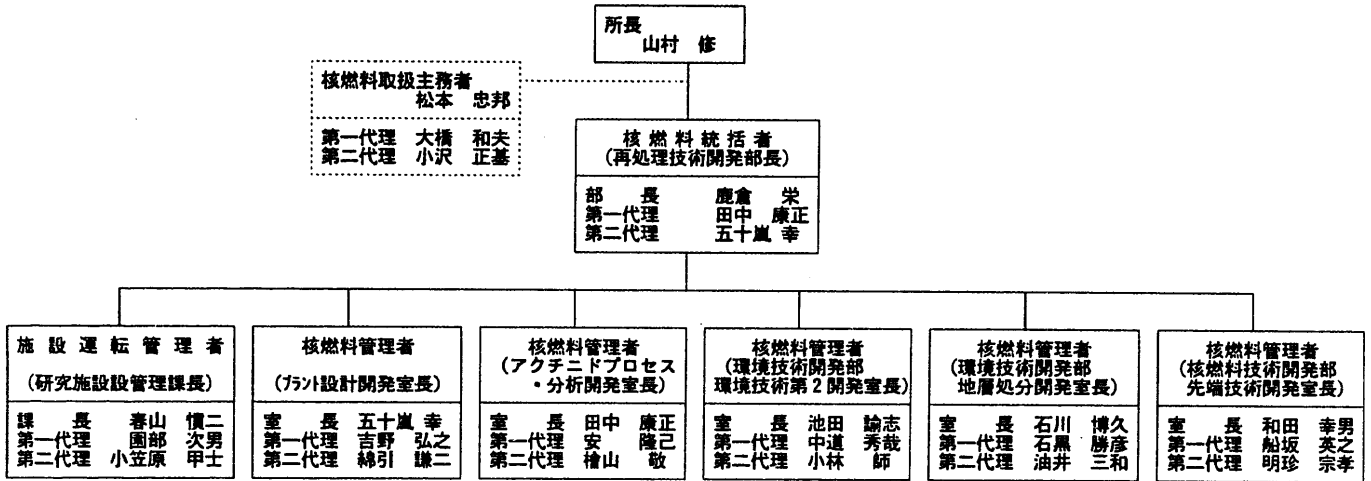 所長
山村 修
核燃料取扱主務者
松本 忠邦
第一代理 大橋 和夫
第二代理 小沢 正基
核燃料統括者
(再処理技術開発部長)
部 長 鹿倉 栄
第一代理 田中 康正
第二代理 五十嵐 幸
施設運転管理者
(研究施設設管理課長)
課 長 春山 慎二
第一代理 園部 次男
第二代理 小笠原 甲士
核燃料管理者
(プラント設計開発室長)
室 長 五十嵐 幸
第一代理 吉野 弘之
第二代理 綿引 謙二
核燃料管理者
(アクチニドプロセス
・分析開発室長)
室 長 田中 康正
第一代理 安 隆己
第二代理 檜山 敬
核燃料管理者
(環境技術開発部
環境技術第2開発室長)
室 長 池田 諭志
第一代理 中道 秀哉
第二代理 小林 師
核燃料管理者
(環境技術開発部
地層処分開発室長)
室 長 石川 博久
第一代理 石黒 勝彦
第二代理 油井 三和
核燃料管理者
(核燃料技術開発部
先端技術開発室長)
室 長 和田 幸男
第一代理 船坂 英之
第二代理 明珍 宗孝